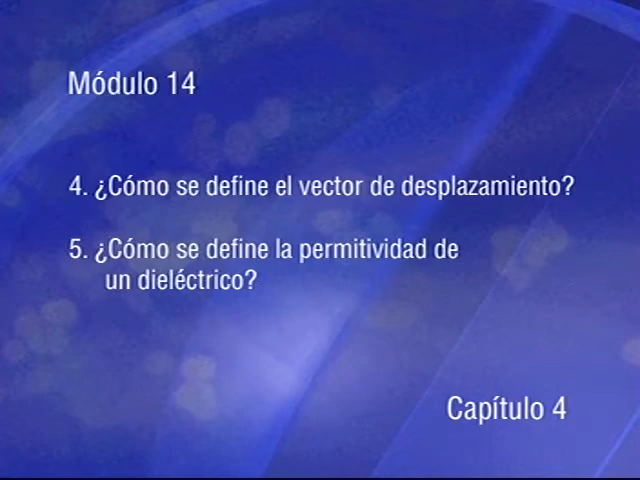 Módulo 14
4. ¿Cómo se define el vector de desplazamiento?
5. ¿Cómo se define la permitividad de
un dieléctrico?
Capítulo 4